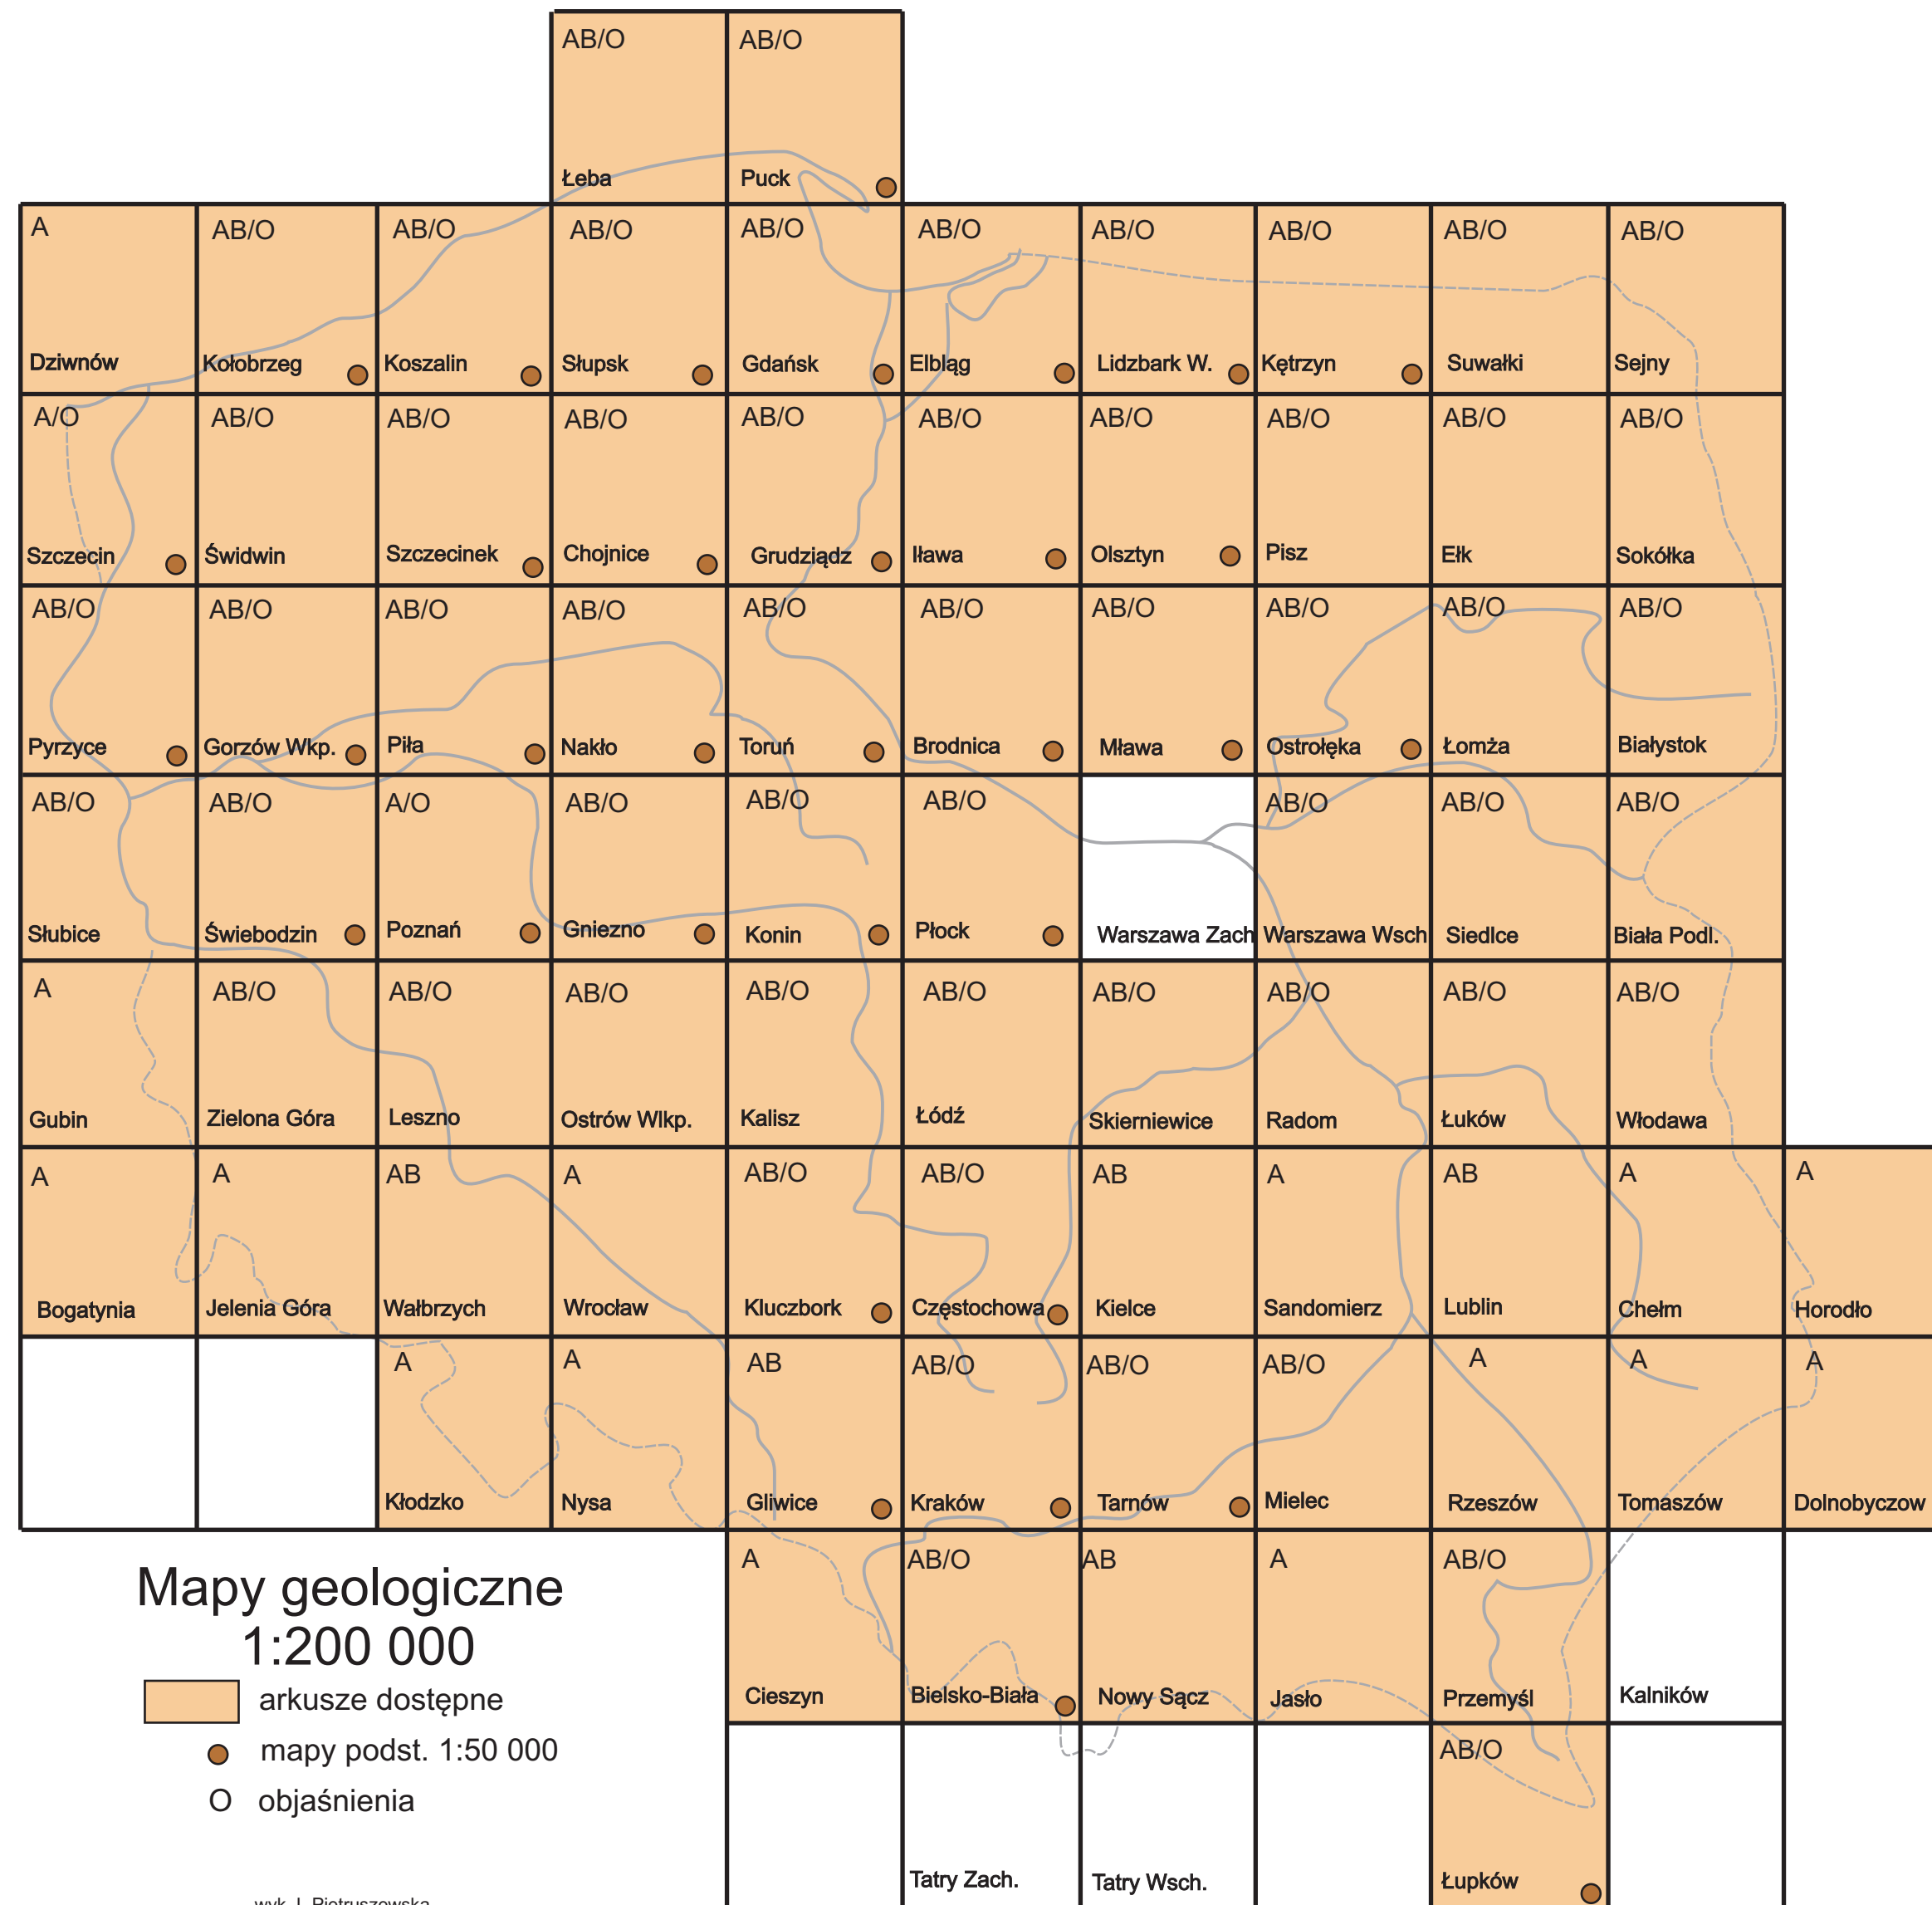 AB/O AB/O
Łeba Puck
A AB/O AB/O AB/O AB/O AB/O AB/O AB/O AB/O AB/O
Dziwnów Kołobrzeg Koszalin Słupsk Gdańsk Elbląg Lidzbark W. Kętrzyn Suwałki Sejny
A/O AB/O AB/O AB/O AB/O AB/O AB/O AB/O AB/O AB/O
Szczecin Świdwin Szczecinek Chojnice Grudziądz Iława Olsztyn Pisz Ełk Sokółka
AB/O AB/O AB/O AB/O AB/O AB/O AB/O AB/O AB/O AB/O
Pyrzyce Gorzów Wkp. Piła Nakło Toruń Brodnica Mława Ostrołęka Łomża Białystok
AB/O AB/O A/O AB/O AB/O AB/O AB/O AB/O AB/O
Słubice Świebodzin Poznań Gniezno Konin Płock Warszawa Zach Warszawa Wsch Siedlce Biała Podl.
A AB/O AB/O AB/O AB/O AB/O AB/O AB/O AB/O AB/O
Gubin Zielona Góra Leszno Ostrów Wlkp. Kalisz Łódź Skierniewice Radom Łuków Włodawa
A A AB A AB/O AB/O AB A AB A A
Bogatynia Jelenia Góra Wałbrzych Wrocław Kluczbork Częstochowa Kielce Sandomierz Lublin Chełm Horodło
A A AB AB/O AB/O AB/O A A A
Kłodzko Nysa Gliwice Kraków Tarnów Mielec Rzeszów Tomaszów Dolnobyczow
A AB/O AB A AB/O
Cieszyn Bielsko-Biała Nowy Sącz Jasło Przemyśl Kalników
AB/O
Tatry Zach. Tatry Wsch. Łupków
Mapy geologiczne
1:200 000
arkusze dostępne
mapy podst. 1:50 000
O objaśnienia
wyk. I. Pietruszewska